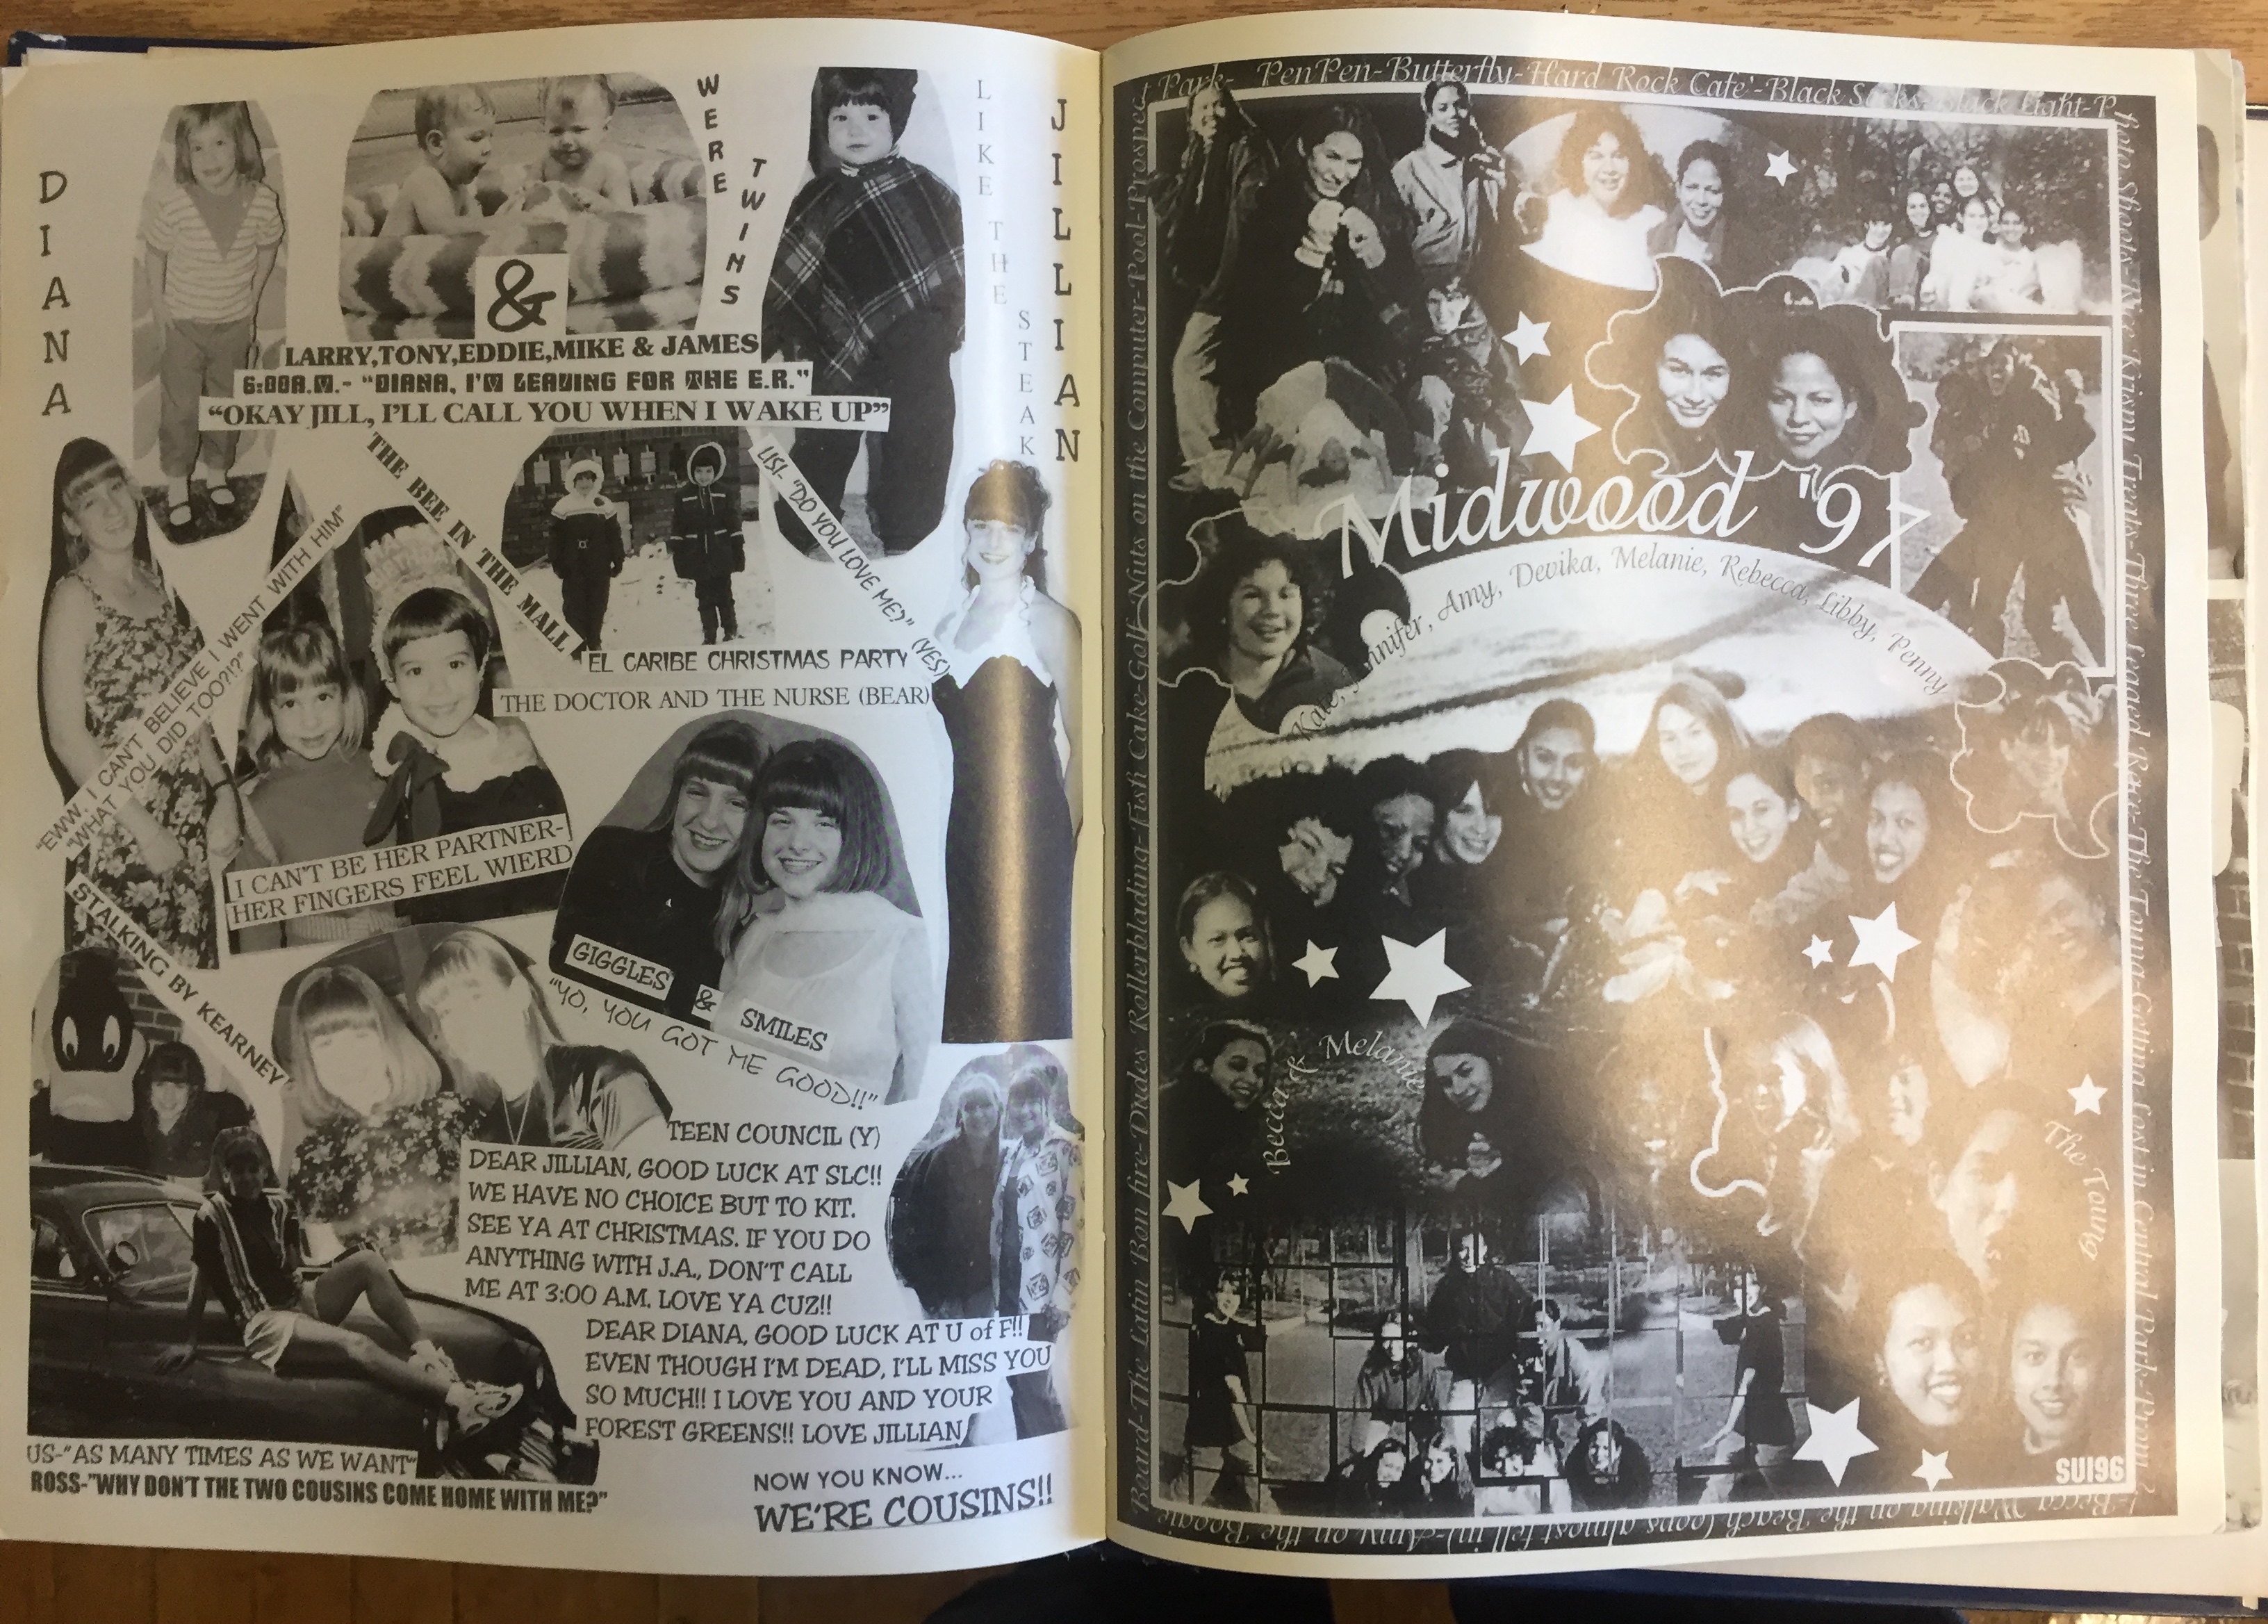 DIANA
&
WERE TWINS
LIKE THE STEAK
JILLIAN
LARRY,TONY,EDDIE,MIKE & JAMES
6:00A.M.- "DIANA, I'M LEAVING FOR THE E.R."
"OKAY JILL, I'LL CALL YOU WHEN I WAKE UP"
THE BEE IN THE MALL
LISI- "DO YOU LOVE ME?" (YES)
"EWW, I CAN'T BELIEVE I WENT WITH HIM"
"WHAT YOU DID TOO?!?"
EL CARIBE CHRISTMAS PARTY
THE DOCTOR AND THE NURSE (BEAR)
I CAN'T BE HER PARTNER-
HER FINGERS FEEL WIERD
STALKING BY KEARNEY
GIGGLES
&
SMILES
"YO, YOU GOT ME GOOD!!"
TEEN COUNCIL (Y)
DEAR JILLIAN, GOOD LUCK AT SLC!!
WE HAVE NO CHOICE BUT TO KIT.
SEE YA AT CHRISTMAS. IF YOU DO
ANYTHING WITH J.A., DON'T CALL
ME AT 3:00 A.M. LOVE YA CUZ!!
DEAR DIANA, GOOD LUCK AT U of F!!
EVEN THOUGH I'M DEAD, I'LL MISS YOU
SO MUCH!! I LOVE YOU AND YOUR
FOREST GREENS!! LOVE JILLIAN
US-"AS MANY TIMES AS WE WANT"
ROSS-"WHY DON'T THE TWO COUSINS COME HOME WITH ME?"
NOW YOU KNOW...
WE'RE COUSINS!!
Park- PenPen-Butterfly-Hard Rock Cafe'-Black Socks-Black Light-P
hoto Shoots-Rice Krispy Treats-Three Legged Race-The Toung-Getting Lost in Central Park-Prom ?
!-Becca Walking on the Beach (oops almost fell in)-Amy on the Boogie
Board-The Latin Bon fire-Dudes Rollerblading-Fish Cake-Golf-Nuts on the Computer-Pool-Prospect
Midwood '97
Kate, Jennifer, Amy, Devika, Melanie, Rebecca, Libby, Penny
Becca & Melanie
The Toung
SUI96